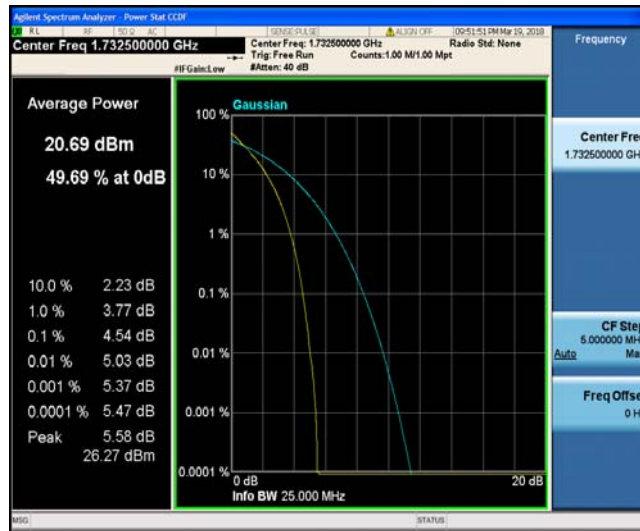 Agilent Spectrum Analyzer - Power Stat CCDF
RL RF 50 Ω AC SENSE:PULSE ALIGN OFF 09:51:51 PM Mar 19, 2018
Center Freq 1.732500000 GHz
Center Freq: 1.732500000 GHz Radio Std: None
Trig: Free Run Counts:1.00 M/1.00 Mpt
#IFGain:Low #Atten: 40 dB
Frequency
Average Power
20.69 dBm
49.69 % at 0dB
10.0 % 2.23 dB
1.0 % 3.77 dB
0.1 % 4.54 dB
0.01 % 5.03 dB
0.001 % 5.37 dB
0.0001 % 5.47 dB
Peak 5.58 dB
26.27 dBm
Gaussian
100 %
10 %
1 %
0.1 %
0.01 %
0.001 %
0.0001 %
0 dB 20 dB
Info BW 25.000 MHz
Center Fre
1.732500000 GH
CF Ste
5.000000 MH
Auto Ma
Freq Offse
0 H
MSG STATUS